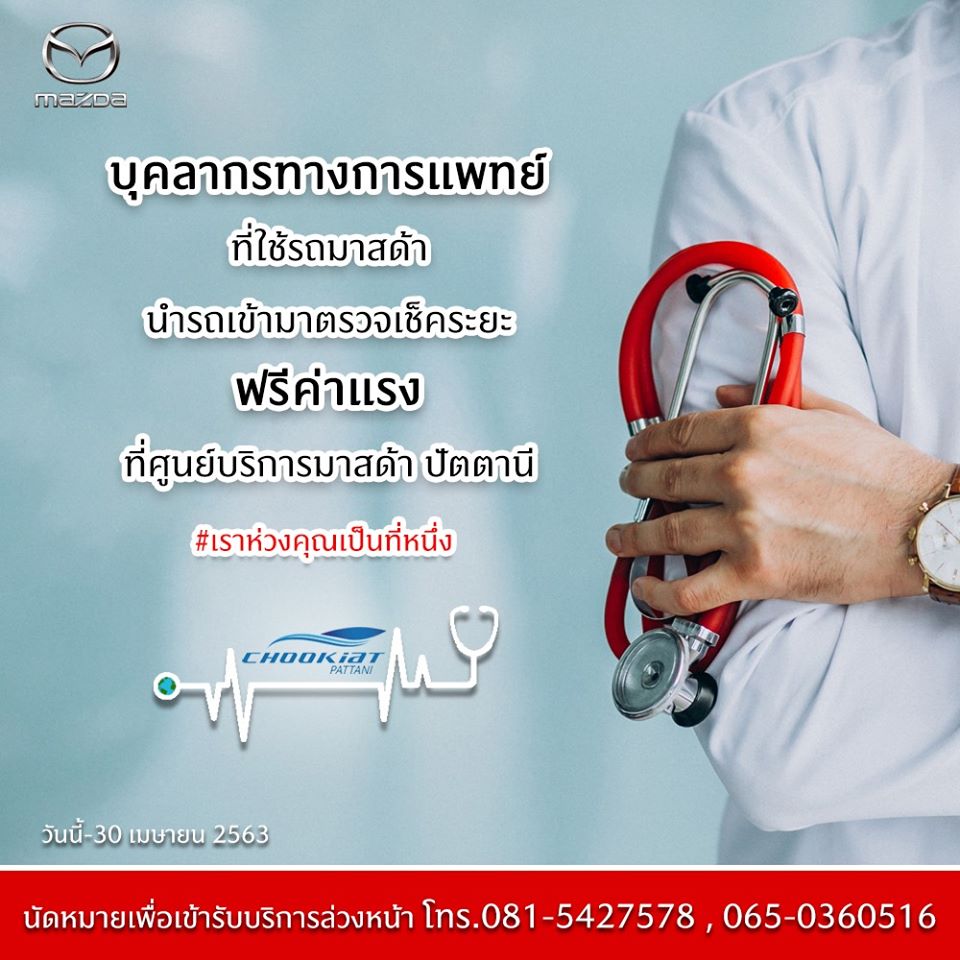 mazda
บุคลากรทางการแพทย์
ที่ใช้รถมาสด้า
นำรถเข้ามาตรวจเช็คระยะ
ฟรีค่าแรง
ที่ศูนย์บริการมาสด้า ปัตตานี
#เราห่วงคุณเป็นที่หนึ่ง
CHOOKiaT
PATTANI
วันนี้-30 เมษายน 2563
นัดหมายเพื่อเข้ารับบริการล่วงหน้า โทร.081-5427578 , 065-0360516